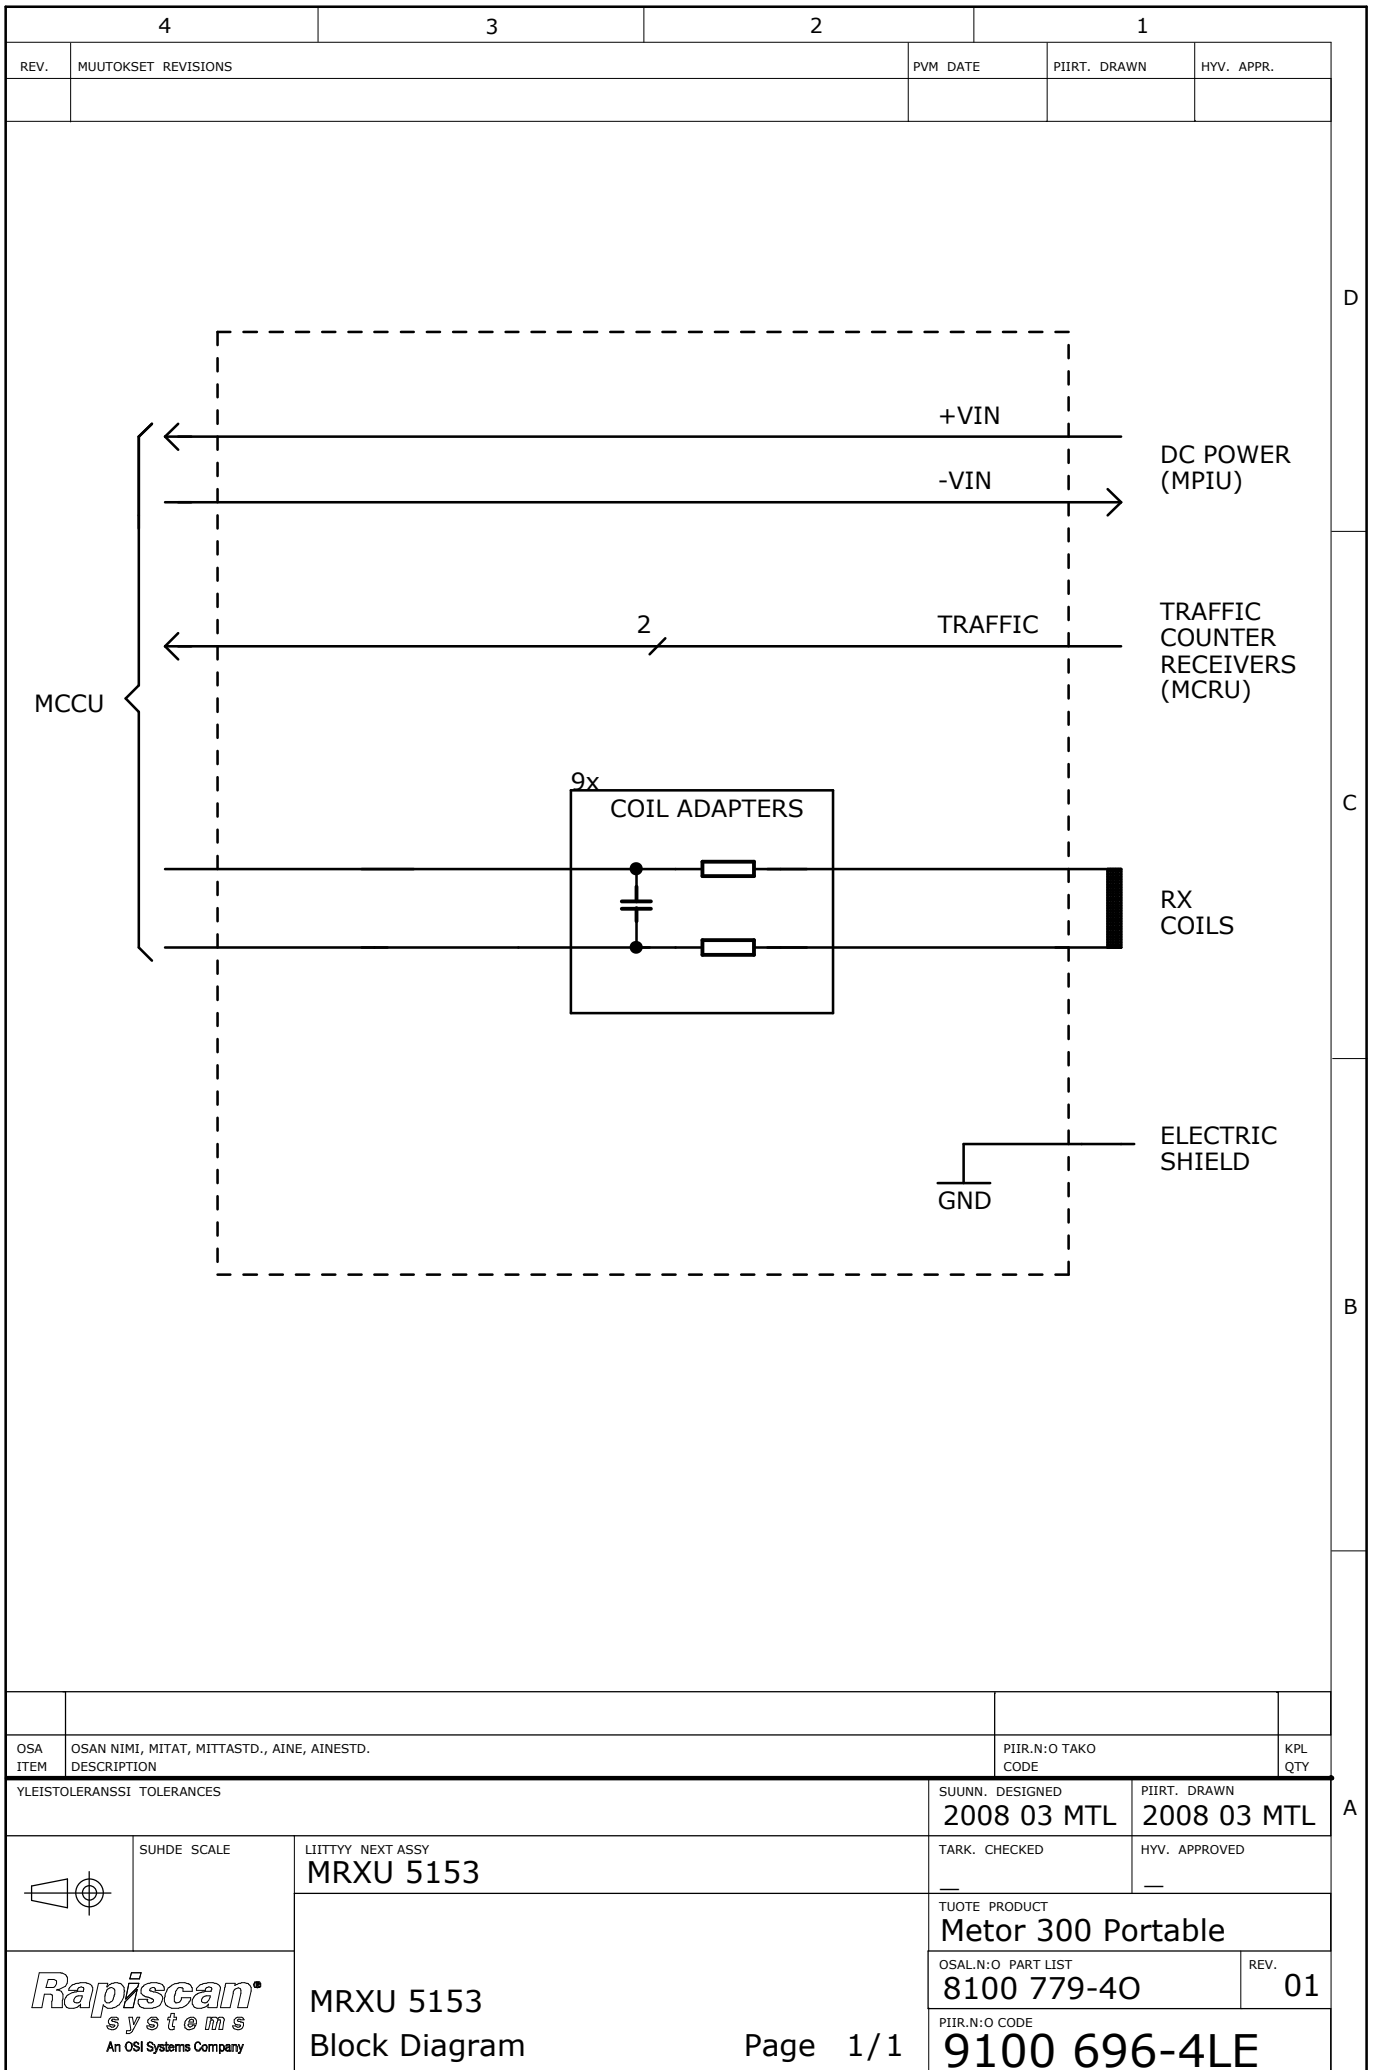 4 3 2 1
REV. MUUTOKSET REVISIONS PVM DATE PIIRT. DRAWN HYV. APPR.
D
+VIN
DC POWER
(MPIU)
-VIN
2
TRAFFIC
TRAFFIC
COUNTER
RECEIVERS
(MCRU)
MCCU
9x
COIL ADAPTERS
C
RX
COILS
ELECTRIC
SHIELD
GND
B
OSA
ITEM
OSAN NIMI, MITAT, MITTASTD., AINE, AINESTD.
DESCRIPTION
PIIR.N:O TAKO
CODE
KPL
QTY
YLEISTOLERANSSI TOLERANCES
SUUNN. DESIGNED
2008 03 MTL
PIIRT. DRAWN
2008 03 MTL
A
SUHDE SCALE
LIITTYY NEXT ASSY
MRXU 5153
TARK. CHECKED
_
HYV. APPROVED
_
TUOTE PRODUCT
Metor 300 Portable
OSAL.N:O PART LIST
8100 779-4O
REV.
01
Rapiscan®
systems
An OSI Systems Company
MRXU 5153
Block Diagram Page 1/1
PIIR.N:O CODE
9100 696-4LE